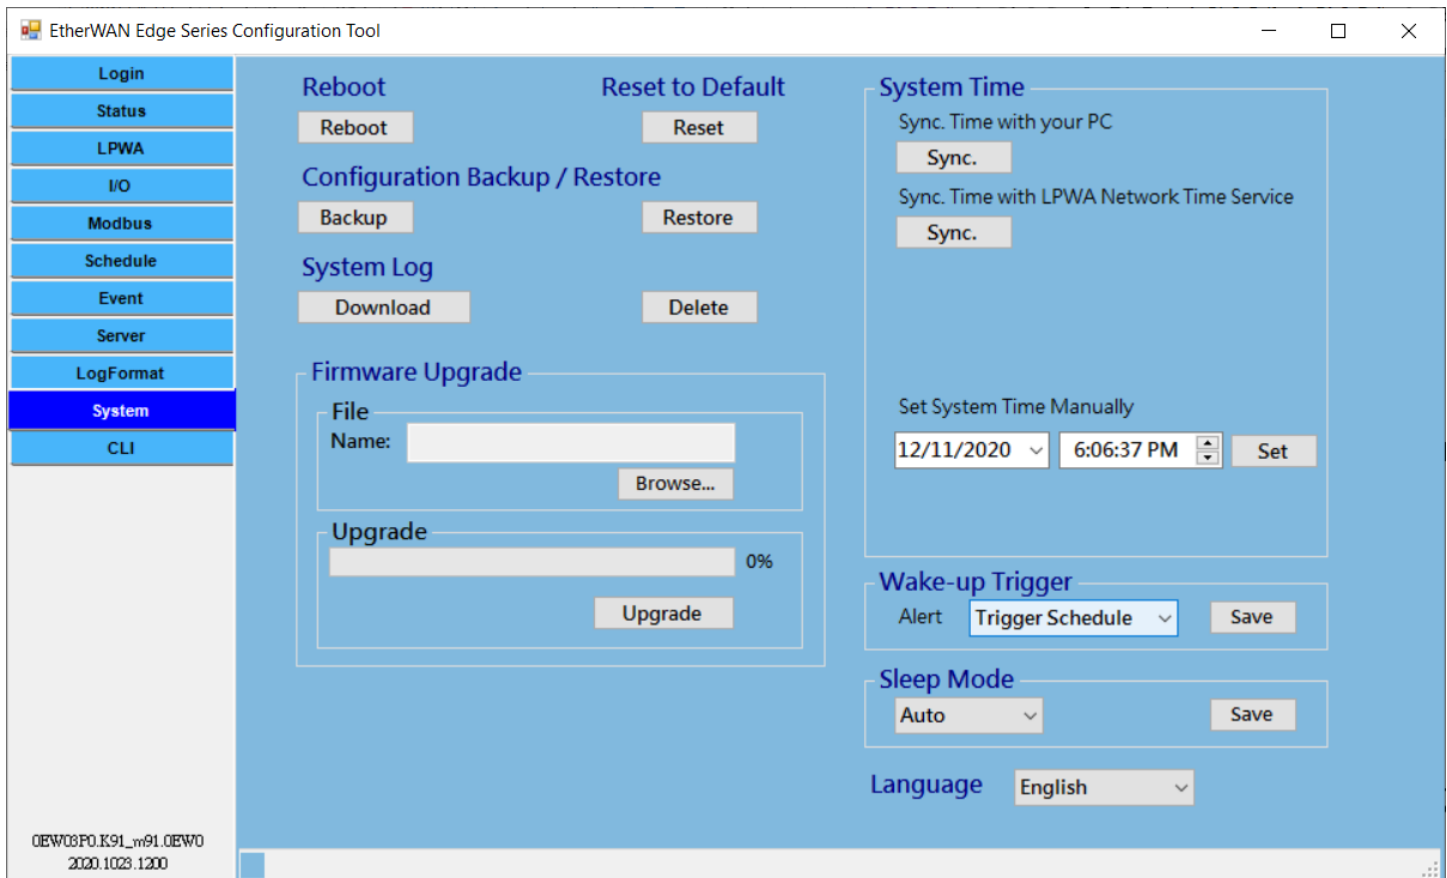 EtherWAN Edge Series Configuration Tool
Login
Status
LPWA
I/O
Modbus
Schedule
Event
Server
LogFormat
System
CLI
0EW03P0.K91_m91.0EW0
2020.1023.1200
Reboot
Reboot
Reset to Default
Reset
Configuration Backup / Restore
Backup
Restore
System Log
Download
Delete
Firmware Upgrade
File
Name:
Browse...
Upgrade
0%
Upgrade
System Time
Sync. Time with your PC
Sync.
Sync. Time with LPWA Network Time Service
Sync.
Set System Time Manually
12/11/2020 6:06:37 PM Set
Wake-up Trigger
Alert Trigger Schedule Save
Sleep Mode
Auto Save
Language English